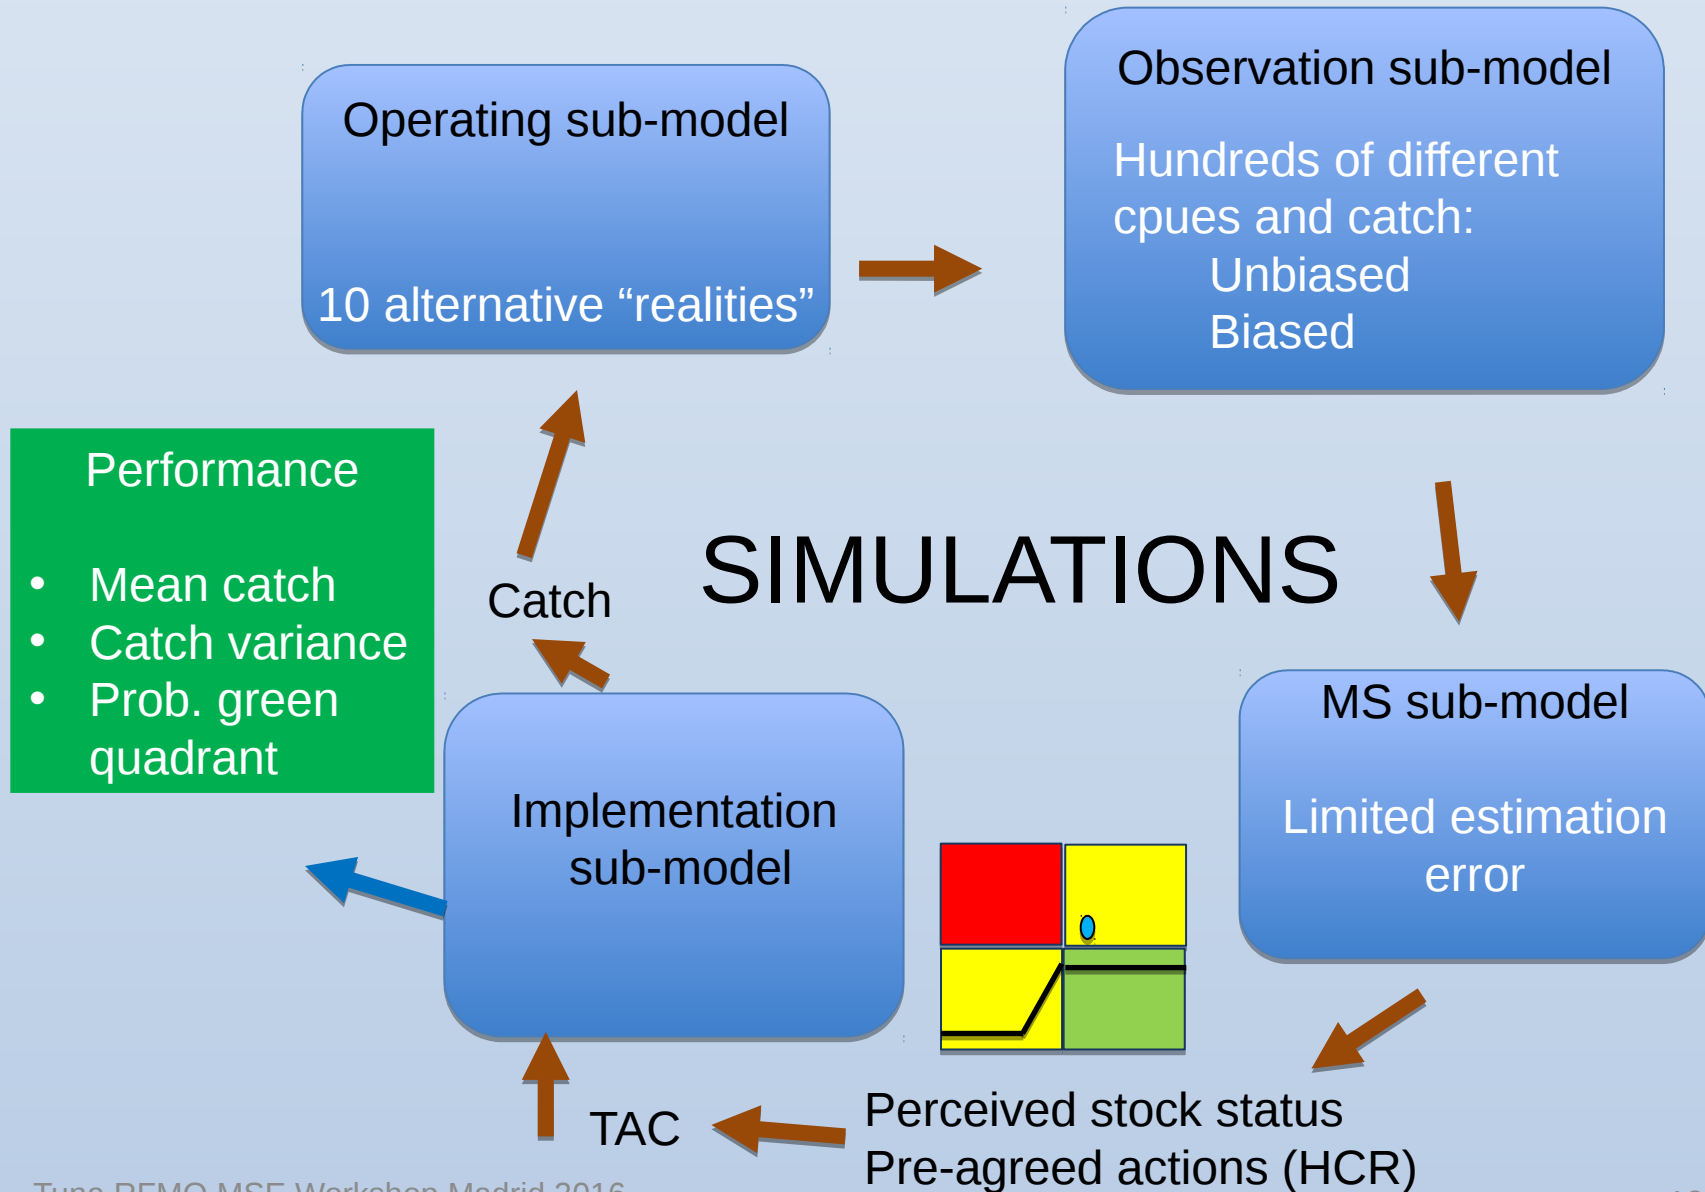 Operating sub-model
10 alternative “realities”
Observation sub-model
Hundreds of different
cpues and catch:
Unbiased
Biased
Performance
• Mean catch
• Catch variance
• Prob. green
quadrant
Catch
SIMULATIONS
MS sub-model
Limited estimation
error
Implementation
sub-model
TAC
Perceived stock status
Pre-agreed actions (HCR)
Tuna RFMO MSE Workshop Madrid 2016